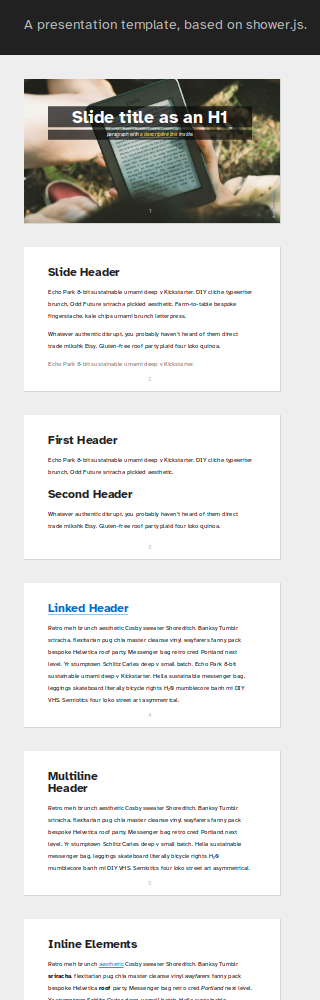 A presentation template, based on shower.js.
Slide title as an H1
paragraph with a descriptive link inside
1
Slide Header
Echo Park 8-bit sustainable umami deep v Kickstarter. DIY cliche typewriter
brunch. Odd Future sriracha pickled aesthetic. Farm-to-table bespoke
fingerstache, kale chips umami brunch letterpress.
Whatever authentic disrupt, you probably haven't heard of them direct
trade mlkshk Etsy. Gluten-free roof party plaid four loko quinoa.
Echo Park 8-bit sustainable umami deep v Kickstarter.
2
First Header
Echo Park 8-bit sustainable umami deep v Kickstarter. DIY cliche typewriter
brunch. Odd Future sriracha pickled aesthetic.
Second Header
Whatever authentic disrupt, you probably haven't heard of them direct
trade mlkshk Etsy. Gluten-free roof party plaid four loko quinoa.
3
Linked Header
Retro meh brunch aesthetic Cosby sweater Shoreditch. Banksy Tumblr
sriracha, flexitarian pug chia master cleanse vinyl wayfarers fanny pack
bespoke Helvetica roof party. Messenger bag retro cred Portland next
level. Yr stumptown Schlitz Carles deep v small batch. Echo Park 8-bit
sustainable umami deep v Kickstarter. Hella sustainable messenger bag,
leggings skateboard literally bicycle rights H₂0 mumblecore banh mi DIY
VHS. Semiotics four loko street art asymmetrical.
4
Multiline
Header
Retro meh brunch aesthetic Cosby sweater Shoreditch. Banksy Tumblr
sriracha, flexitarian pug chia master cleanse vinyl wayfarers fanny pack
bespoke Helvetica roof party. Messenger bag retro cred Portland next
level. Yr stumptown Schlitz Carles deep v small batch. Hella sustainable
messenger bag, leggings skateboard literally bicycle rights H₂0
mumblecore banh mi DIY VHS. Semiotics four loko street art asymmetrical.
5
Inline Elements
Retro meh brunch aesthetic Cosby sweater Shoreditch. Banksy Tumblr
sriracha, flexitarian pug chia master cleanse vinyl wayfarers fanny pack
bespoke Helvetica roof party. Messenger bag retro cred Portland next level.